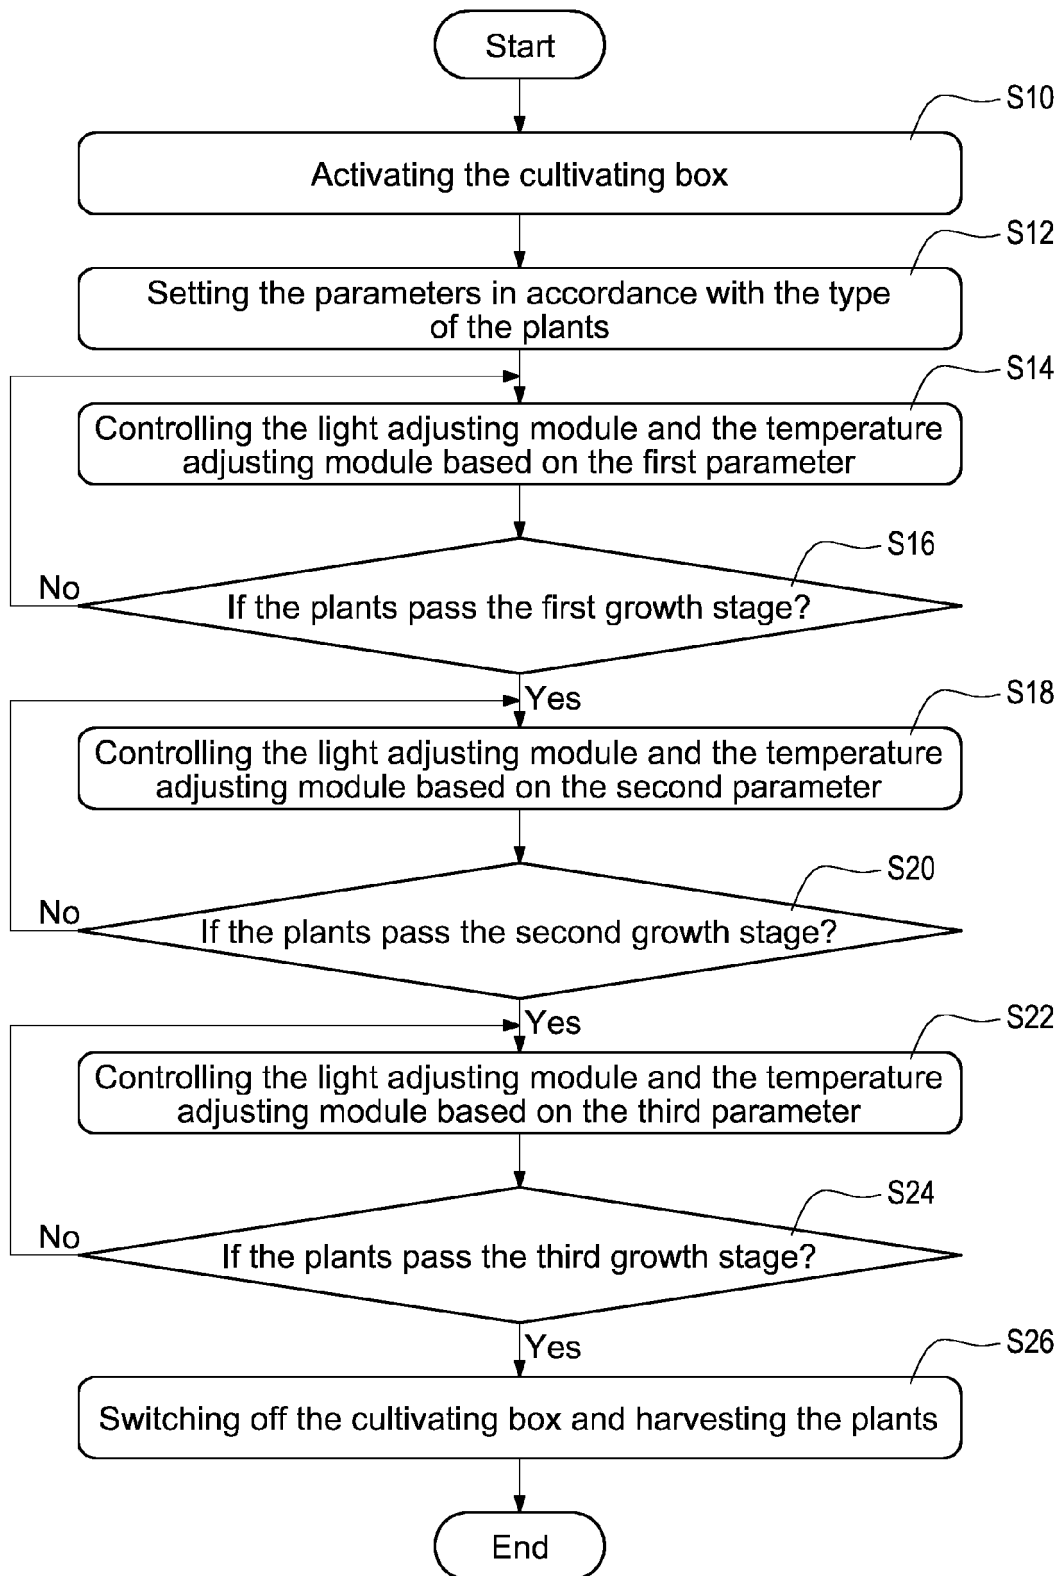 Start
S10
Activating the cultivating box
S12
Setting the parameters in accordance with the type
of the plants
S14
Controlling the light adjusting module and the temperature
adjusting module based on the first parameter
S16
No
If the plants pass the first growth stage?
Yes
S18
Controlling the light adjusting module and the temperature
adjusting module based on the second parameter
S20
No
If the plants pass the second growth stage?
Yes
S22
Controlling the light adjusting module and the temperature
adjusting module based on the third parameter
S24
No
If the plants pass the third growth stage?
Yes
S26
Switching off the cultivating box and harvesting the plants
End